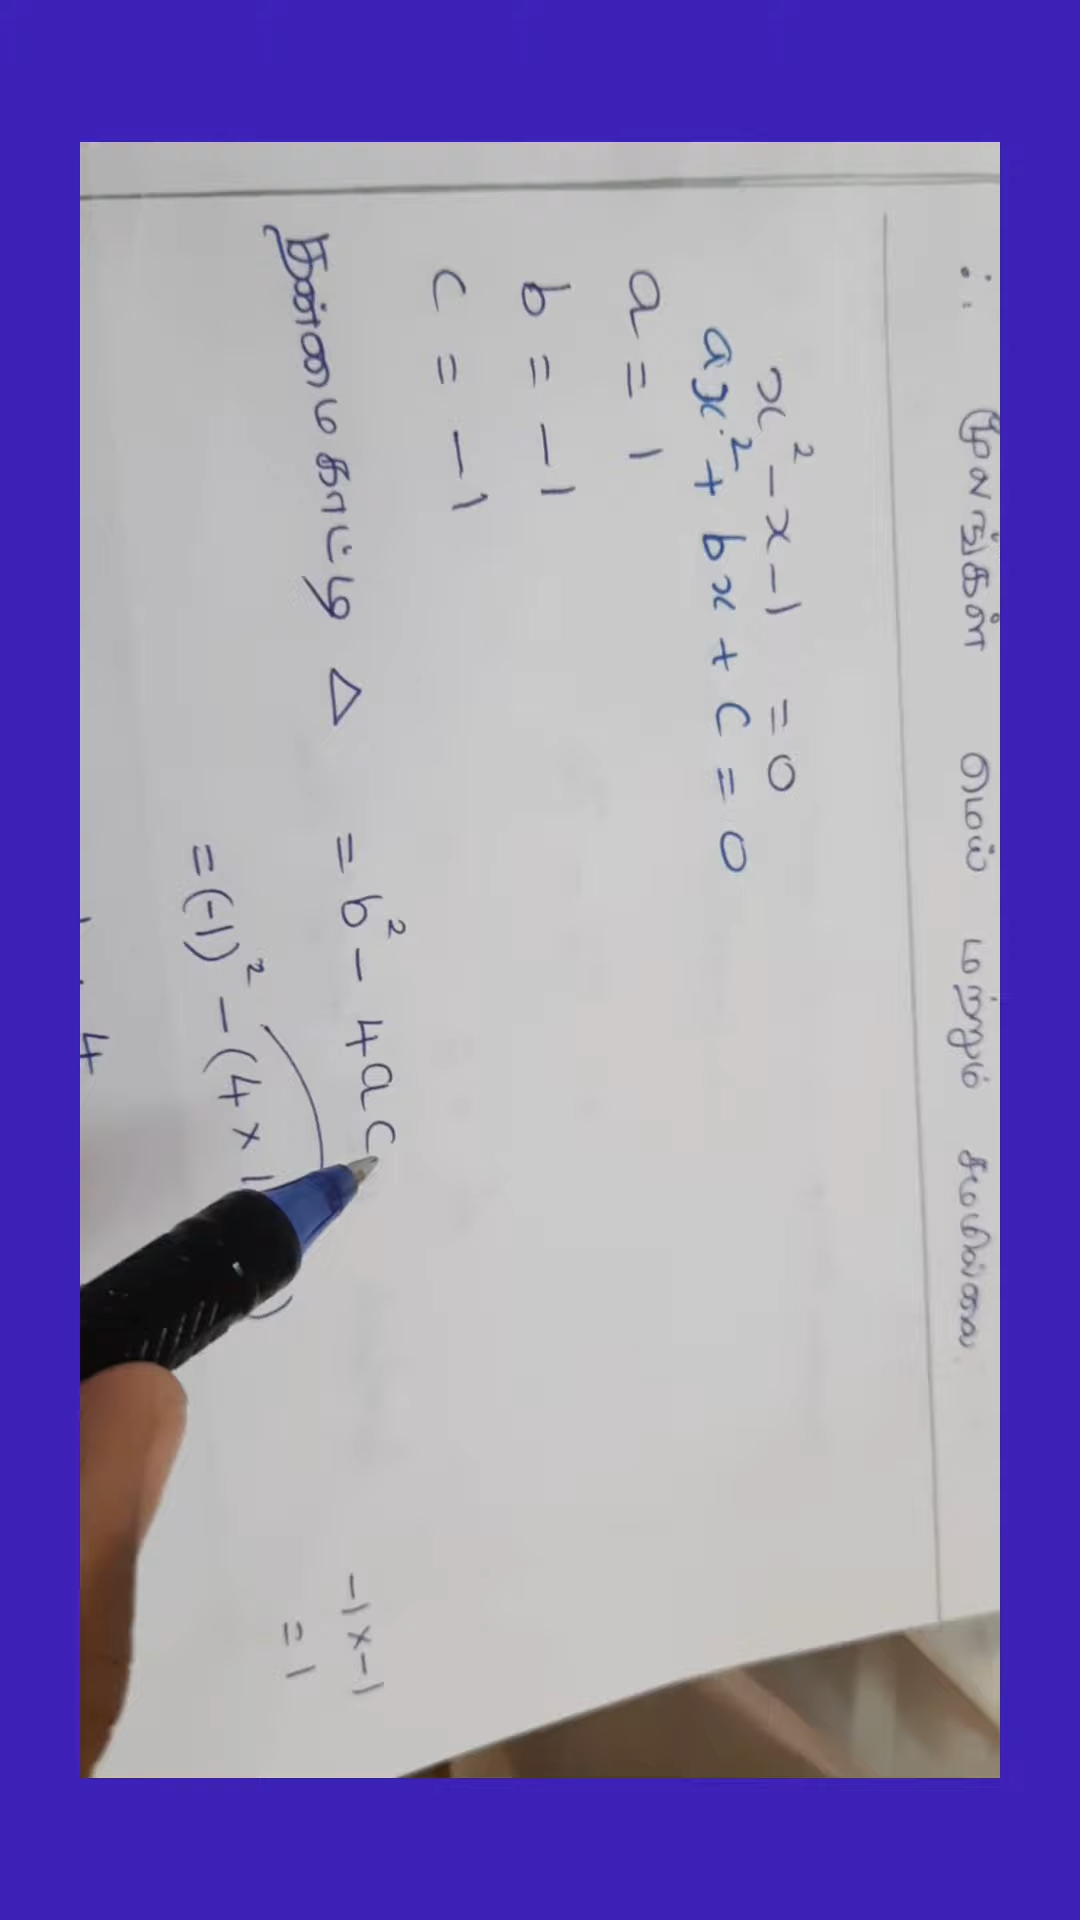 ∴ மூலங்கள் மெய் மற்றும் சமமில்லை
x² - x - 1 = 0
ax² + bx + c = 0
a = 1
b = -1
c = -1
தன்மைகாட்டி Δ = b² - 4ac
-1 x -1
= (-1)² - (4 x 1 )
= 1
4